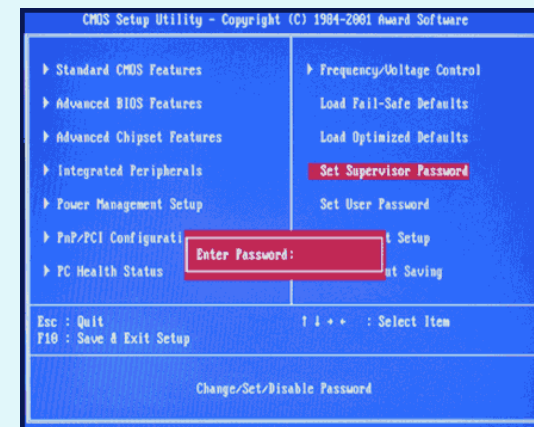 CMOS Setup Utility - Copyright (C) 1984-2001 Award Software
Standard CMOS Features
Advanced BIOS Features
Advanced Chipset Features
Integrated Peripherals
Power Management Setup
PnP/PCI Configurati
PC Health Status
Frequency/Voltage Control
Load Fail-Safe Defaults
Load Optimized Defaults
Set Supervisor Password
Set User Password
t Setup
ut Saving
Enter Password:
Esc : Quit
F10 : Save & Exit Setup
↑ ↓ → ← : Select Item
Change/Set/Disable Password